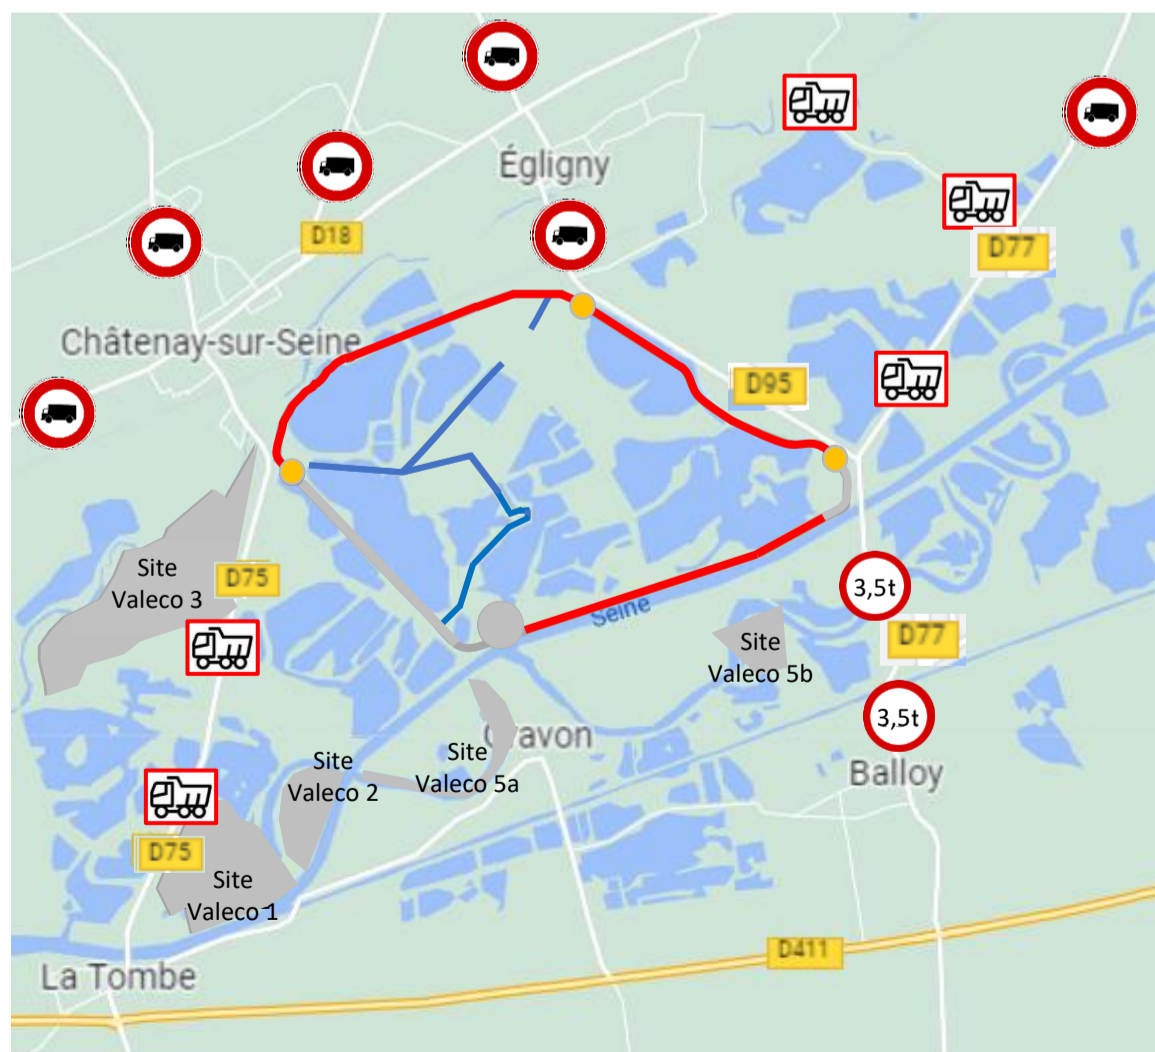 Égligny
D18
D77
Châtenay-sur-Seine
D95
Site
Valeco 3
D75
3,5t
Seine
D77
Site
Valeco 5b
3,5t
Gravon
Site
Valeco 5a
Site
Valeco 2
Balloy
D75
Site
Valeco 1
D411
La Tombe